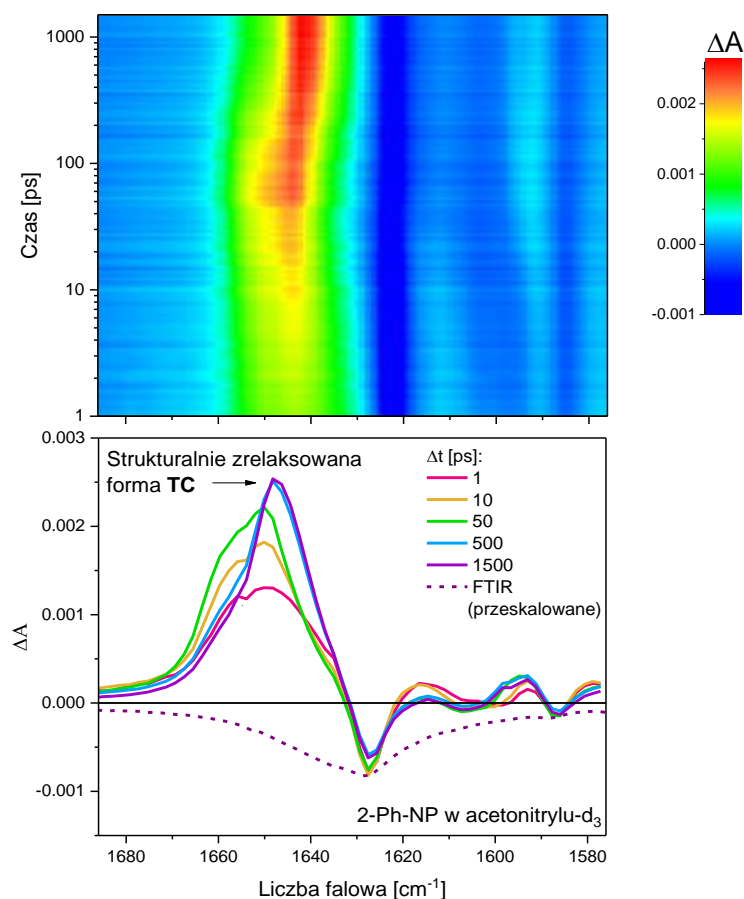 ΔA
1000
100
10
1
Czas [ps]
0.002
0.001
0.000
-0.001
0.003
0.002
0.001
0.000
-0.001
ΔA
Strukturalnie zrelaksowana
forma TC
Δt [ps]:
1
10
50
500
1500
FTIR
(przeskalowane)
2-Ph-NP w acetonitrylu-d₃
1680 1660 1640 1620 1600 1580
Liczba falowa [cm⁻¹]